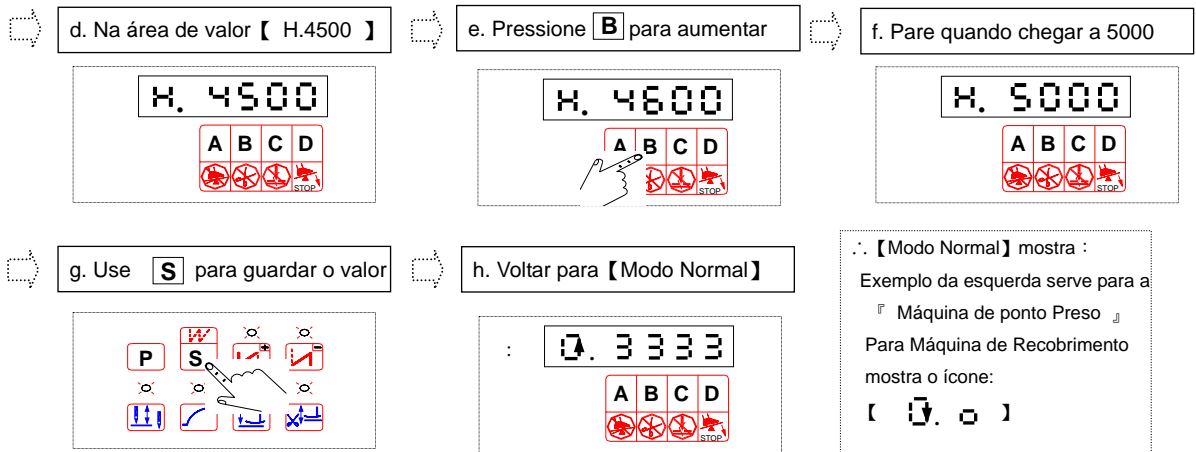 d. Na área de valor【 H.4500 】
e. Pressione B para aumentar
f. Pare quando chegar a 5000
H. 4500
A B C D
STOP
H. 4600
A B C D
STOP
H. 5000
A B C D
STOP
g. Use S para guardar o valor
h. Voltar para【Modo Normal】
P
S
:
0. 3333
A B C D
STOP
∴【Modo Normal】mostra：
Exemplo da esquerda serve para a
『 Máquina de ponto Preso 』
Para Máquina de Recobrimento
mostra o ícone:
【 0. o 】